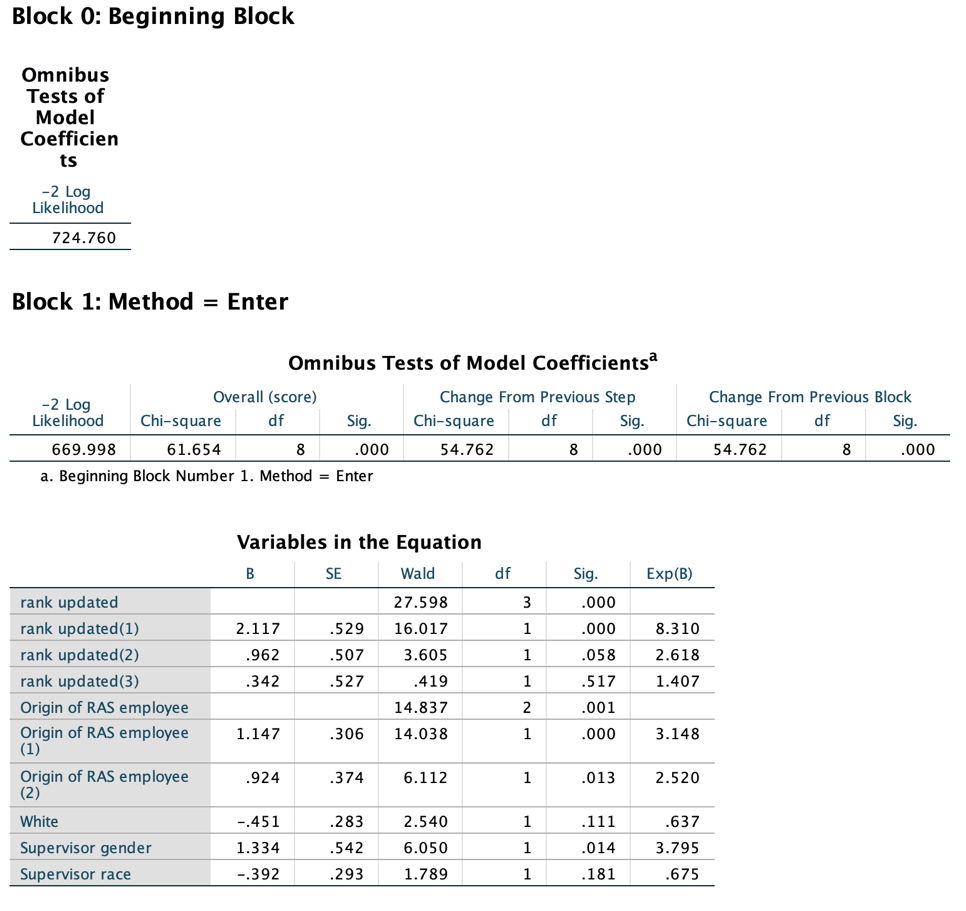 Block 0: Beginning Block
Omnibus
Tests of
Model
Coefficien
ts
-2 Log
Likelihood
724.760
Block 1: Method = Enter
Omnibus Tests of Model Coefficientsa
-2 Log
Likelihood
Overall (score) Change From Previous Step Change From Previous Block
Chi-square df Sig. Chi-square df Sig. Chi-square df Sig.
669.998 61.654 8 .000 54.762 8 .000 54.762 8 .000
a. Beginning Block Number 1. Method = Enter
Variables in the Equation
B SE Wald df Sig. Exp(B)
rank updated 27.598 3 .000
rank updated(1) 2.117 .529 16.017 1 .000 8.310
rank updated(2) .962 .507 3.605 1 .058 2.618
rank updated(3) .342 .527 .419 1 .517 1.407
Origin of RAS employee 14.837 2 .001
Origin of RAS employee 1.147 .306 14.038 1 .000 3.148
(1)
Origin of RAS employee .924 .374 6.112 1 .013 2.520
(2)
White -.451 .283 2.540 1 .111 .637
Supervisor gender 1.334 .542 6.050 1 .014 3.795
Supervisor race -.392 .293 1.789 1 .181 .675